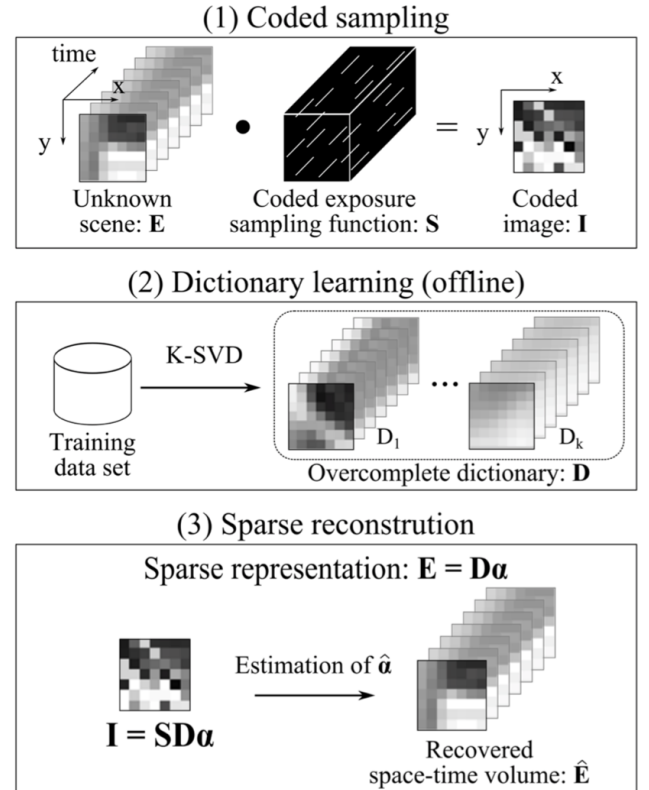 (1) Coded sampling
time
x
y
•
=
x
y
Unknown
scene: E
Coded exposure
sampling function: S
Coded
image: I
(2) Dictionary learning (offline)
K-SVD
Training
data set
D₁
...
Dₖ
Overcomplete dictionary: D
(3) Sparse reconstrution
Sparse representation: E = Dα
Estimation of α̂
I = SDα
Recovered
space-time volume: Ê